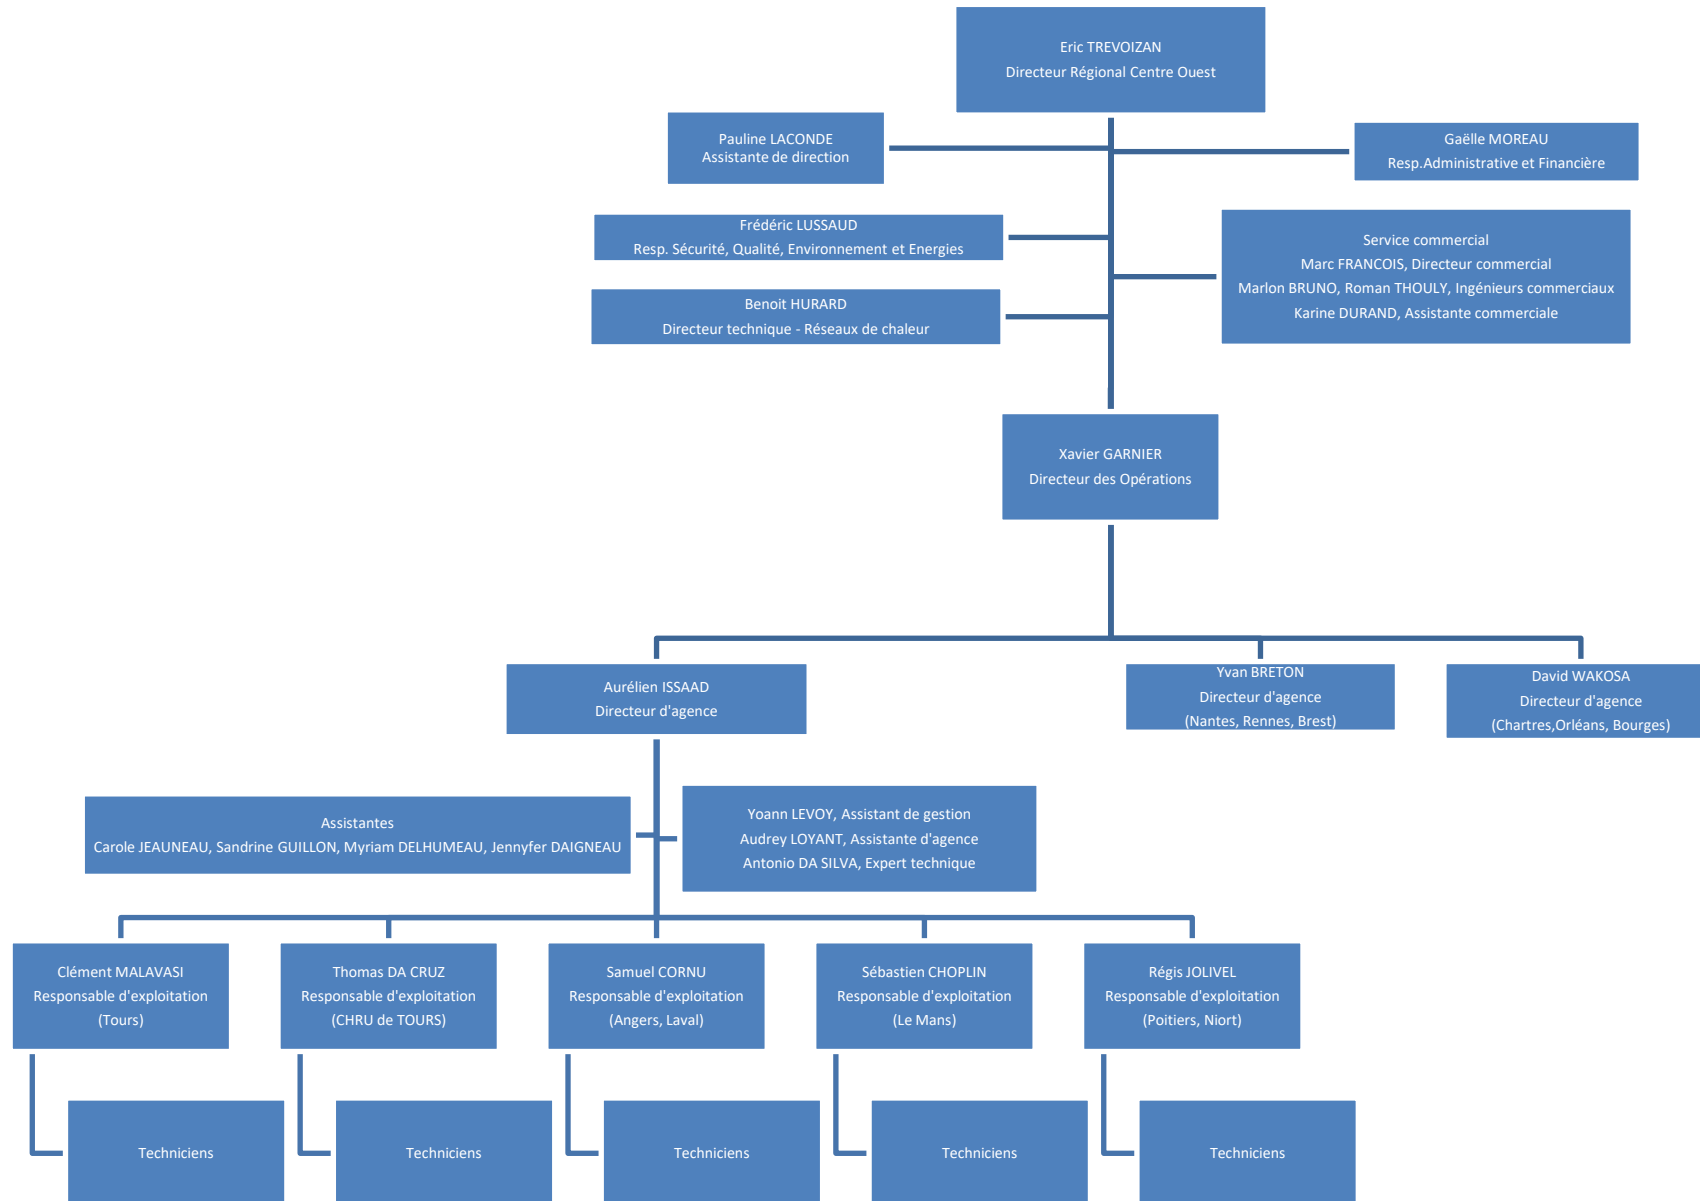 Eric TREVOIZAN
Directeur Régional Centre Ouest
Pauline LACONDE
Assistante de direction
Gaëlle MOREAU
Resp.Administrative et Financière
Frédéric LUSSAUD
Resp. Sécurité, Qualité, Environnement et Energies
Service commercial
Marc FRANCOIS, Directeur commercial
Marlon BRUNO, Roman THOULY, Ingénieurs commerciaux
Karine DURAND, Assistante commerciale
Benoit HURARD
Directeur technique - Réseaux de chaleur
Xavier GARNIER
Directeur des Opérations
Aurélien ISSAAD
Directeur d'agence
Yvan BRETON
Directeur d'agence
(Nantes, Rennes, Brest)
David WAKOSA
Directeur d'agence
(Chartres,Orléans, Bourges)
Assistantes
Carole JEAUNEAU, Sandrine GUILLON, Myriam DELHUMEAU, Jennyfer DAIGNEAU
Yoann LEVOY, Assistant de gestion
Audrey LOYANT, Assistante d'agence
Antonio DA SILVA, Expert technique
Clément MALAVASI
Responsable d'exploitation
(Tours)
Thomas DA CRUZ
Responsable d'exploitation
(CHRU de TOURS)
Samuel CORNU
Responsable d'exploitation
(Angers, Laval)
Sébastien CHOPLIN
Responsable d'exploitation
(Le Mans)
Régis JOLIVEL
Responsable d'exploitation
(Poitiers, Niort)
Techniciens
Techniciens
Techniciens
Techniciens
Techniciens